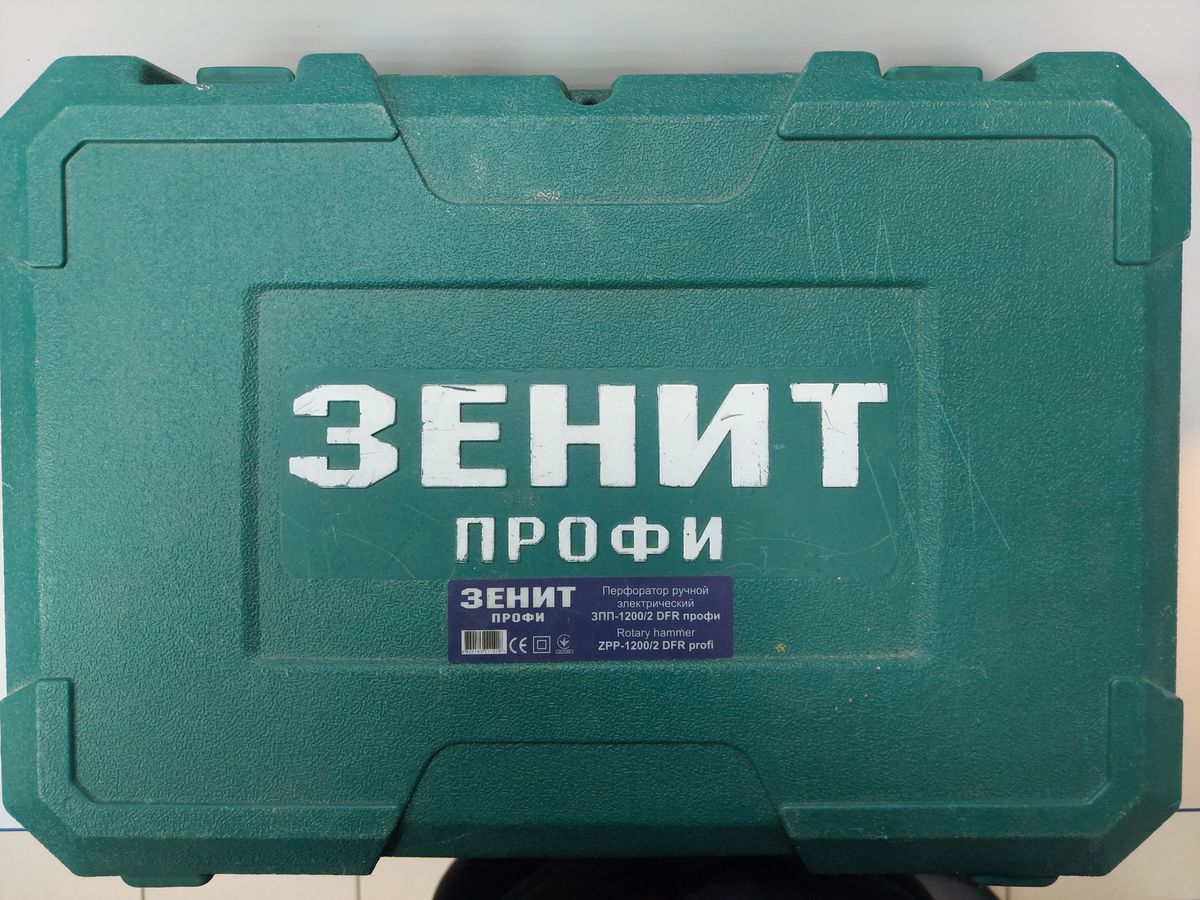 ЗЕНИТ
ПРОФИ
ЗЕНИТ
ПРОФИ
CE
Перфоратор ручной
электрический
ЗПП-1200/2 DFR профи
Rotary hammer
ZPP-1200/2 DFR profi